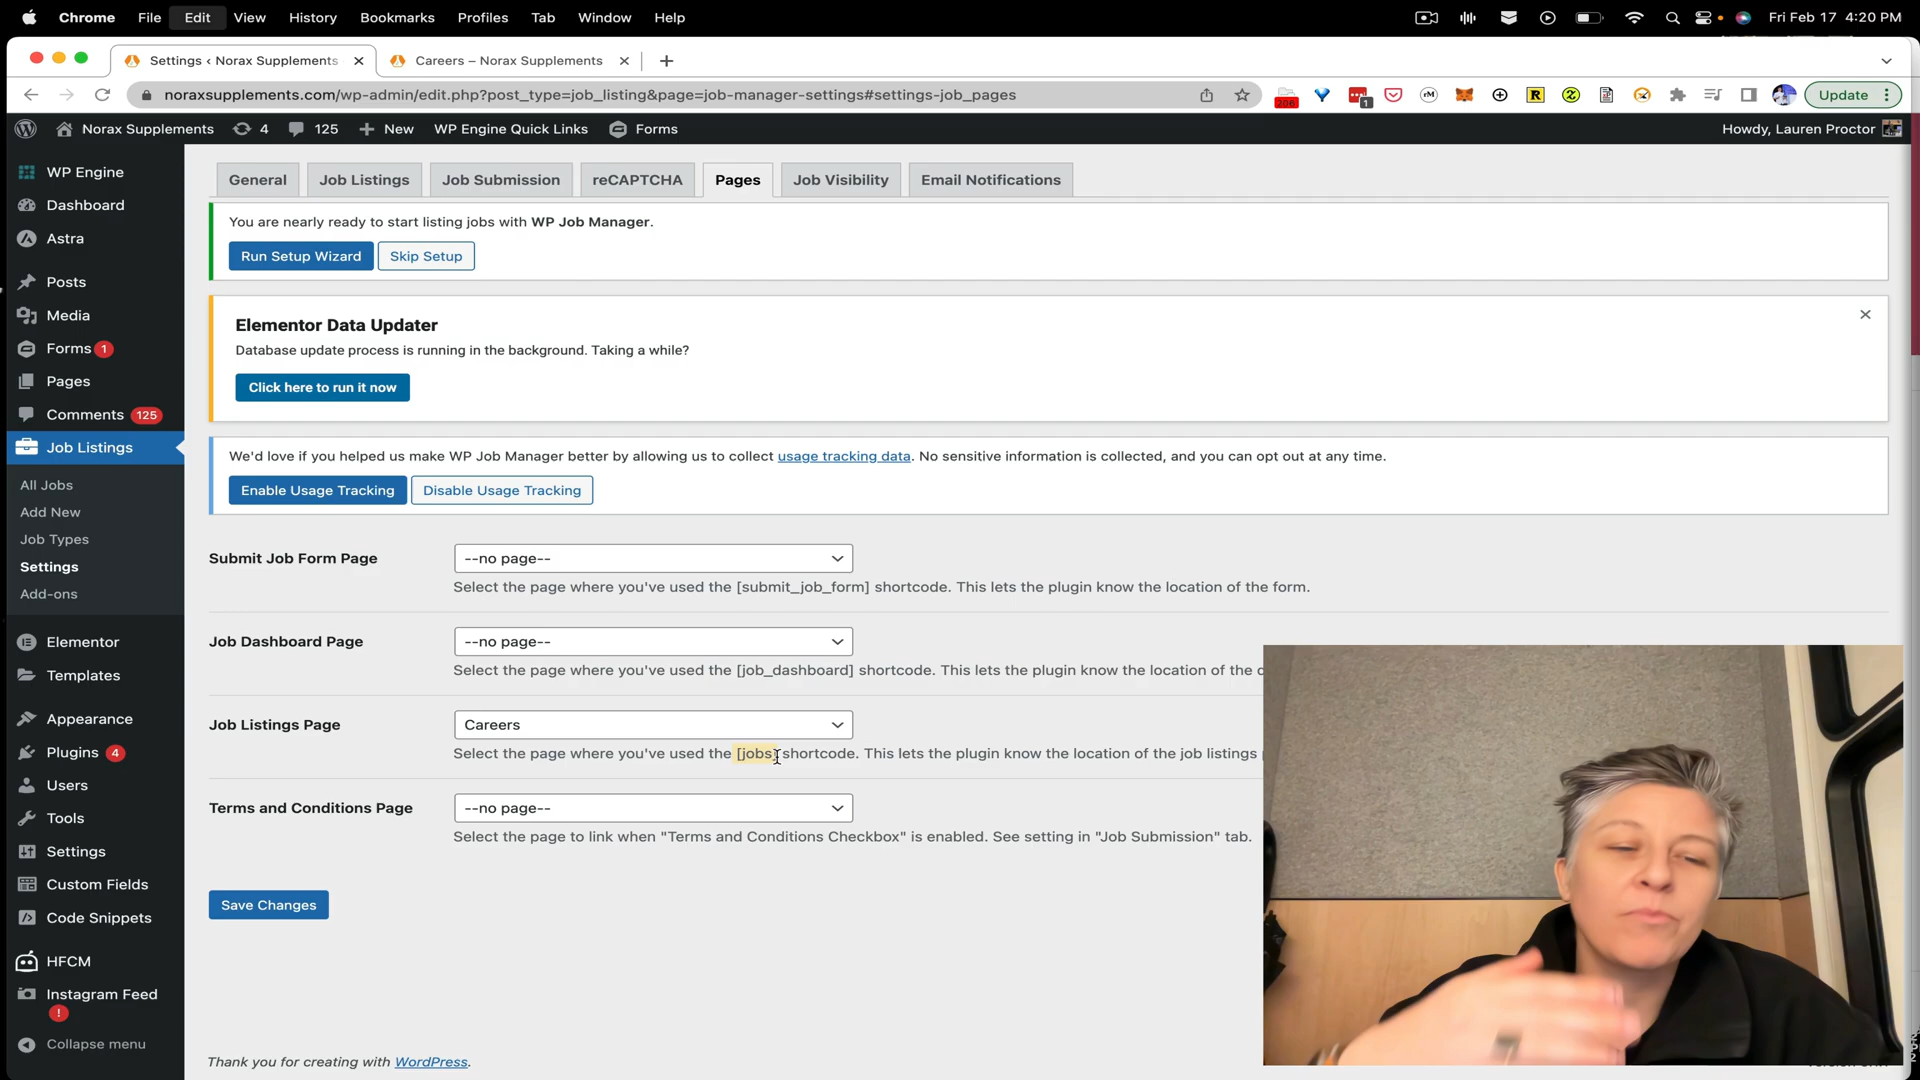 Chrome File Edit View History Bookmarks Profiles Tab Window Help Fri Feb 17 4:20 PM
Settings ‹ Norax Supplements Careers – Norax Supplements
noraxsupplements.com/wp-admin/edit.php?post_type=job_listing&page=job-manager-settings#settings-job_pages 206 1 Update
Norax Supplements 4 125 New WP Engine Quick Links Forms Howdy, Lauren Proctor
WP Engine
Dashboard
Astra
Posts
Media
Forms 1
Pages
Comments 125
Job Listings
All Jobs
Add New
Job Types
Settings
Add-ons
Elementor
Templates
Appearance
Plugins 4
Users
Tools
Settings
Custom Fields
Code Snippets
HFCM
Instagram Feed
!
Collapse menu
General Job Listings Job Submission reCAPTCHA Pages Job Visibility Email Notifications
You are nearly ready to start listing jobs with WP Job Manager.
Run Setup Wizard Skip Setup
Elementor Data Updater
Database update process is running in the background. Taking a while?
Click here to run it now
We'd love if you helped us make WP Job Manager better by allowing us to collect usage tracking data. No sensitive information is collected, and you can opt out at any time.
Enable Usage Tracking Disable Usage Tracking
Submit Job Form Page --no page--
Select the page where you've used the [submit_job_form] shortcode. This lets the plugin know the location of the form.
Job Dashboard Page --no page--
Select the page where you've used the [job_dashboard] shortcode. This lets the plugin know the location of the
Job Listings Page Careers
Select the page where you've used the [jobs] shortcode. This lets the plugin know the location of the job listings
Terms and Conditions Page --no page--
Select the page to link when "Terms and Conditions Checkbox" is enabled. See setting in "Job Submission" tab.
Save Changes
Thank you for creating with WordPress.